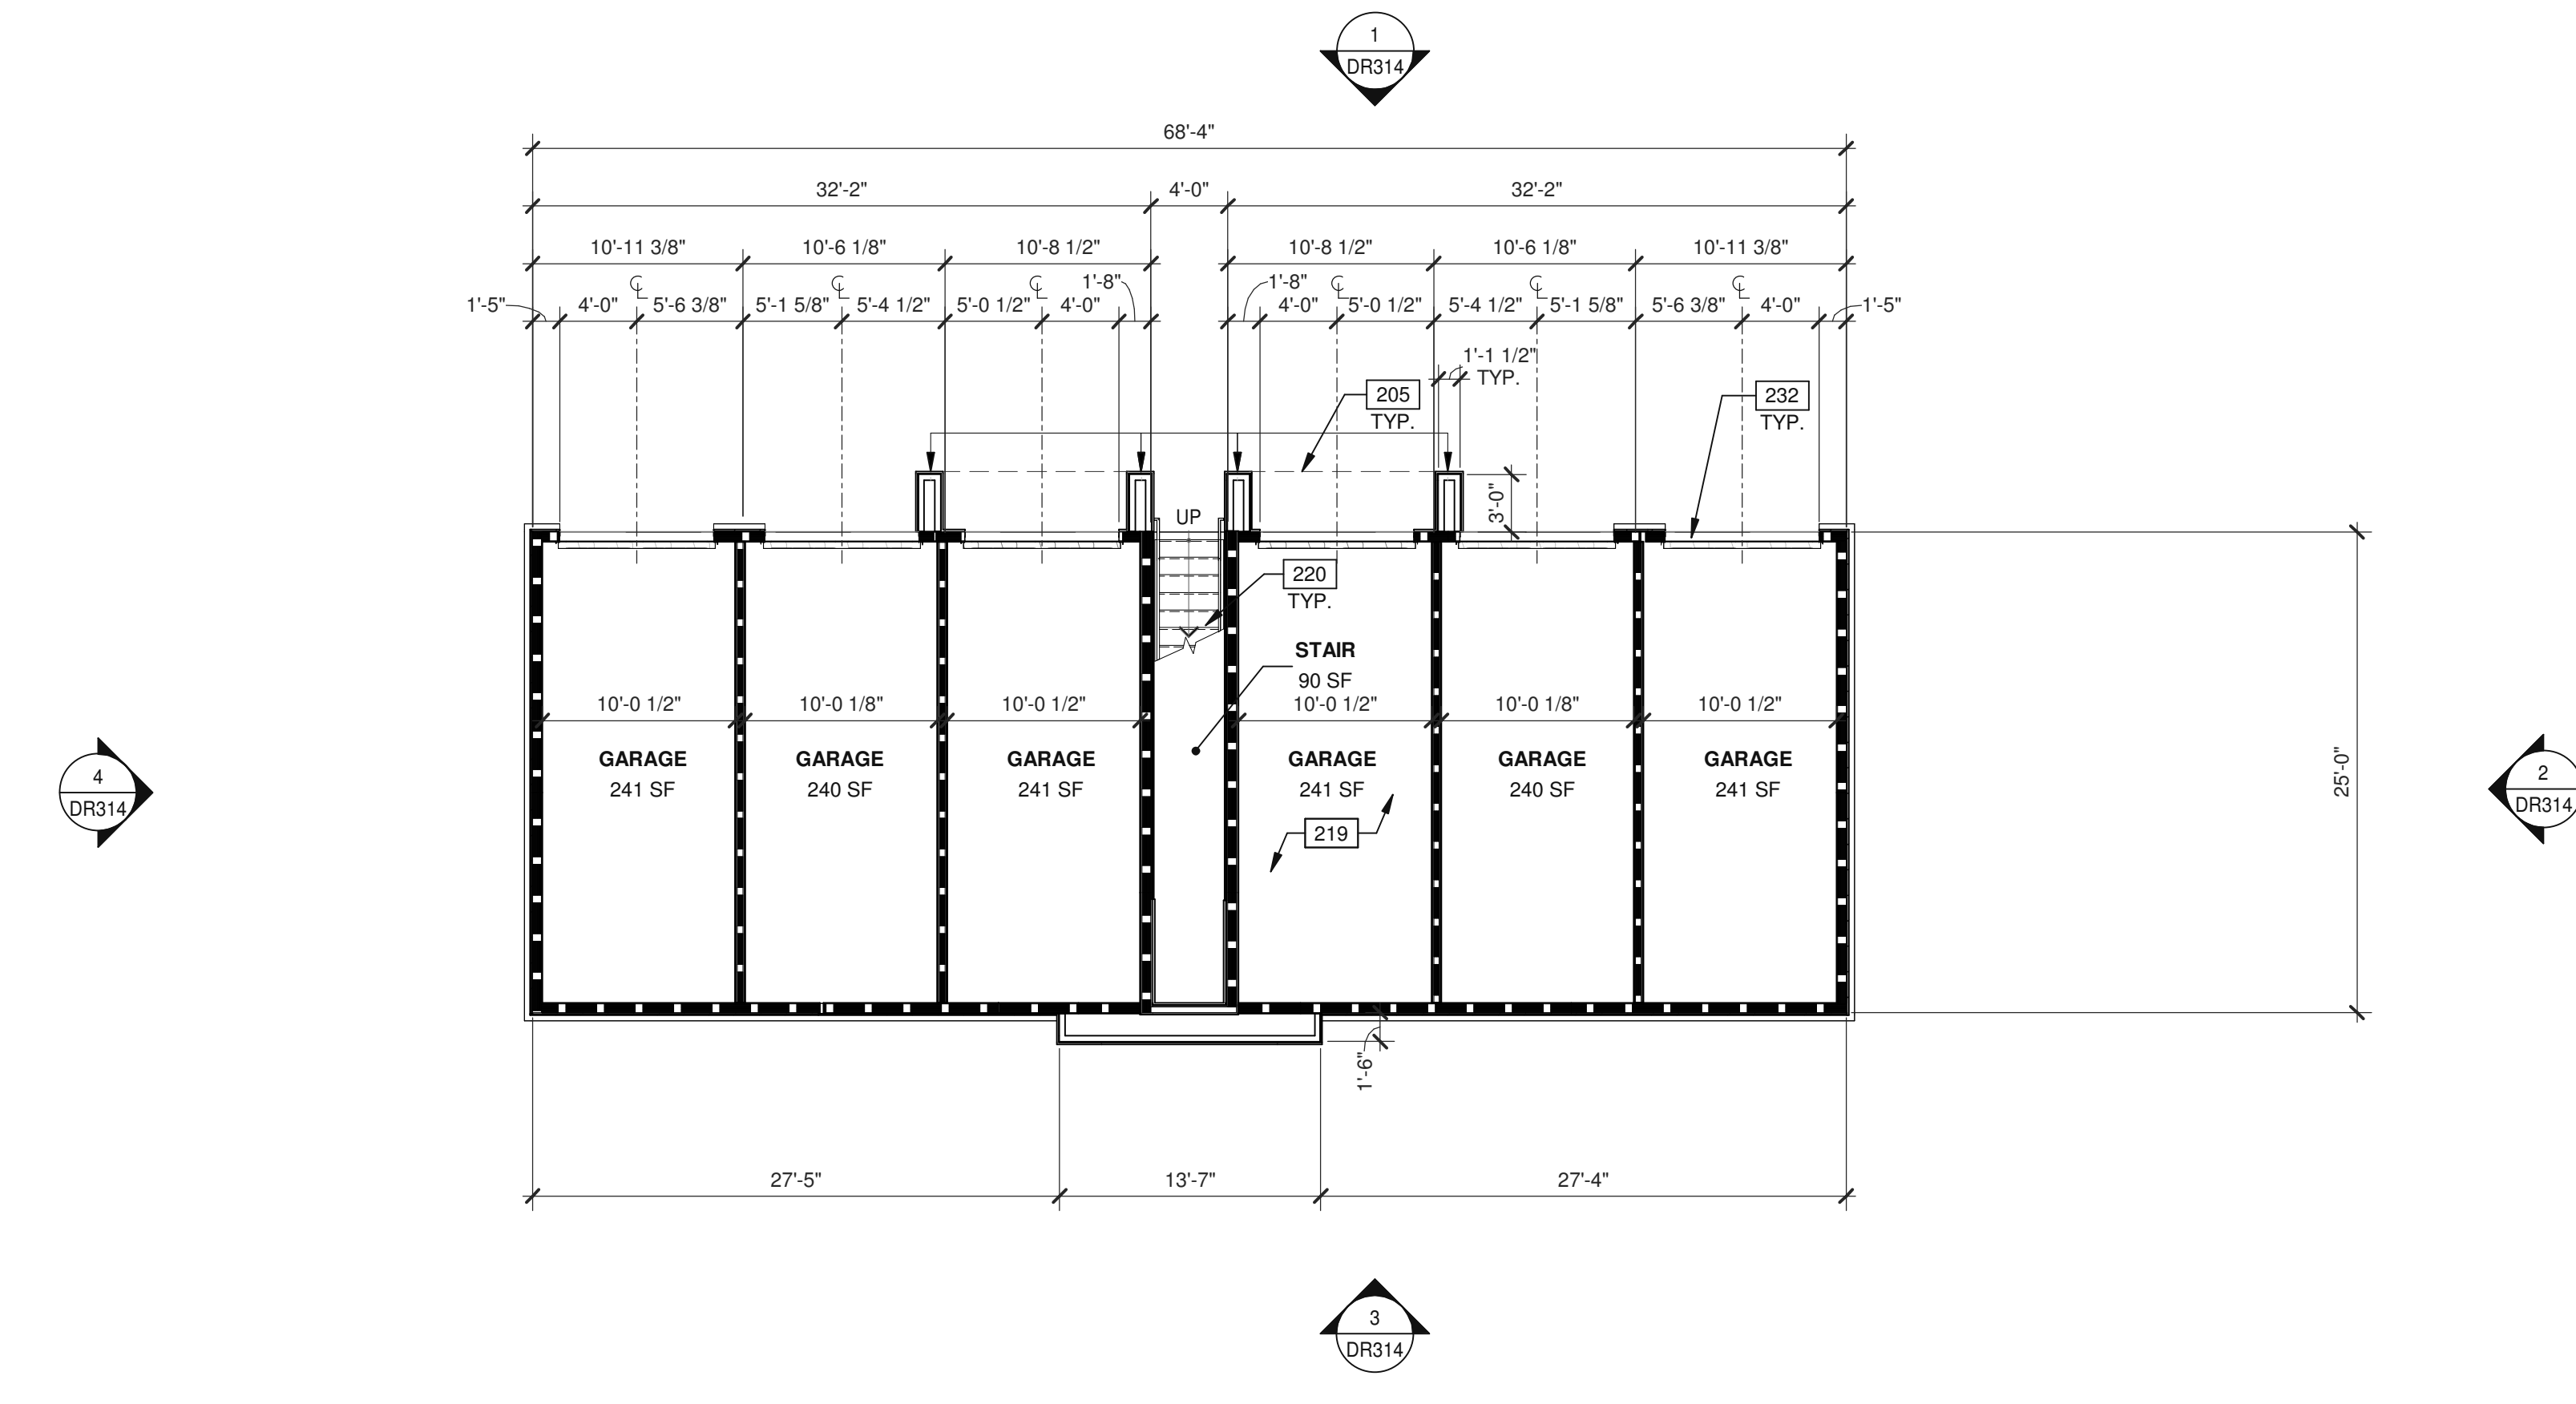 1
DR314
68'-4"
32'-2" 4'-0" 32'-2"
10'-11 3/8" 10'-6 1/8" 10'-8 1/2" 10'-8 1/2" 10'-6 1/8" 10'-11 3/8"
1'-8" 1'-8"
1'-5" 4'-0" 5'-6 3/8" 5'-1 5/8" 5'-4 1/2" 5'-0 1/2" 4'-0" 4'-0" 5'-0 1/2" 5'-4 1/2" 5'-1 5/8" 5'-6 3/8" 4'-0" 1'-5"
1'-1 1/2"
TYP.
205
TYP.
232
TYP.
3'-0"
UP
220
TYP.
STAIR
90 SF
10'-0 1/2" 10'-0 1/8" 10'-0 1/2" 10'-0 1/2" 10'-0 1/8" 10'-0 1/2"
GARAGE GARAGE GARAGE GARAGE GARAGE GARAGE
241 SF 240 SF 241 SF 241 SF 240 SF 241 SF
219
4
DR314
25'-0"
2
DR314
1'-6"
27'-5" 13'-7" 27'-4"
3
DR314